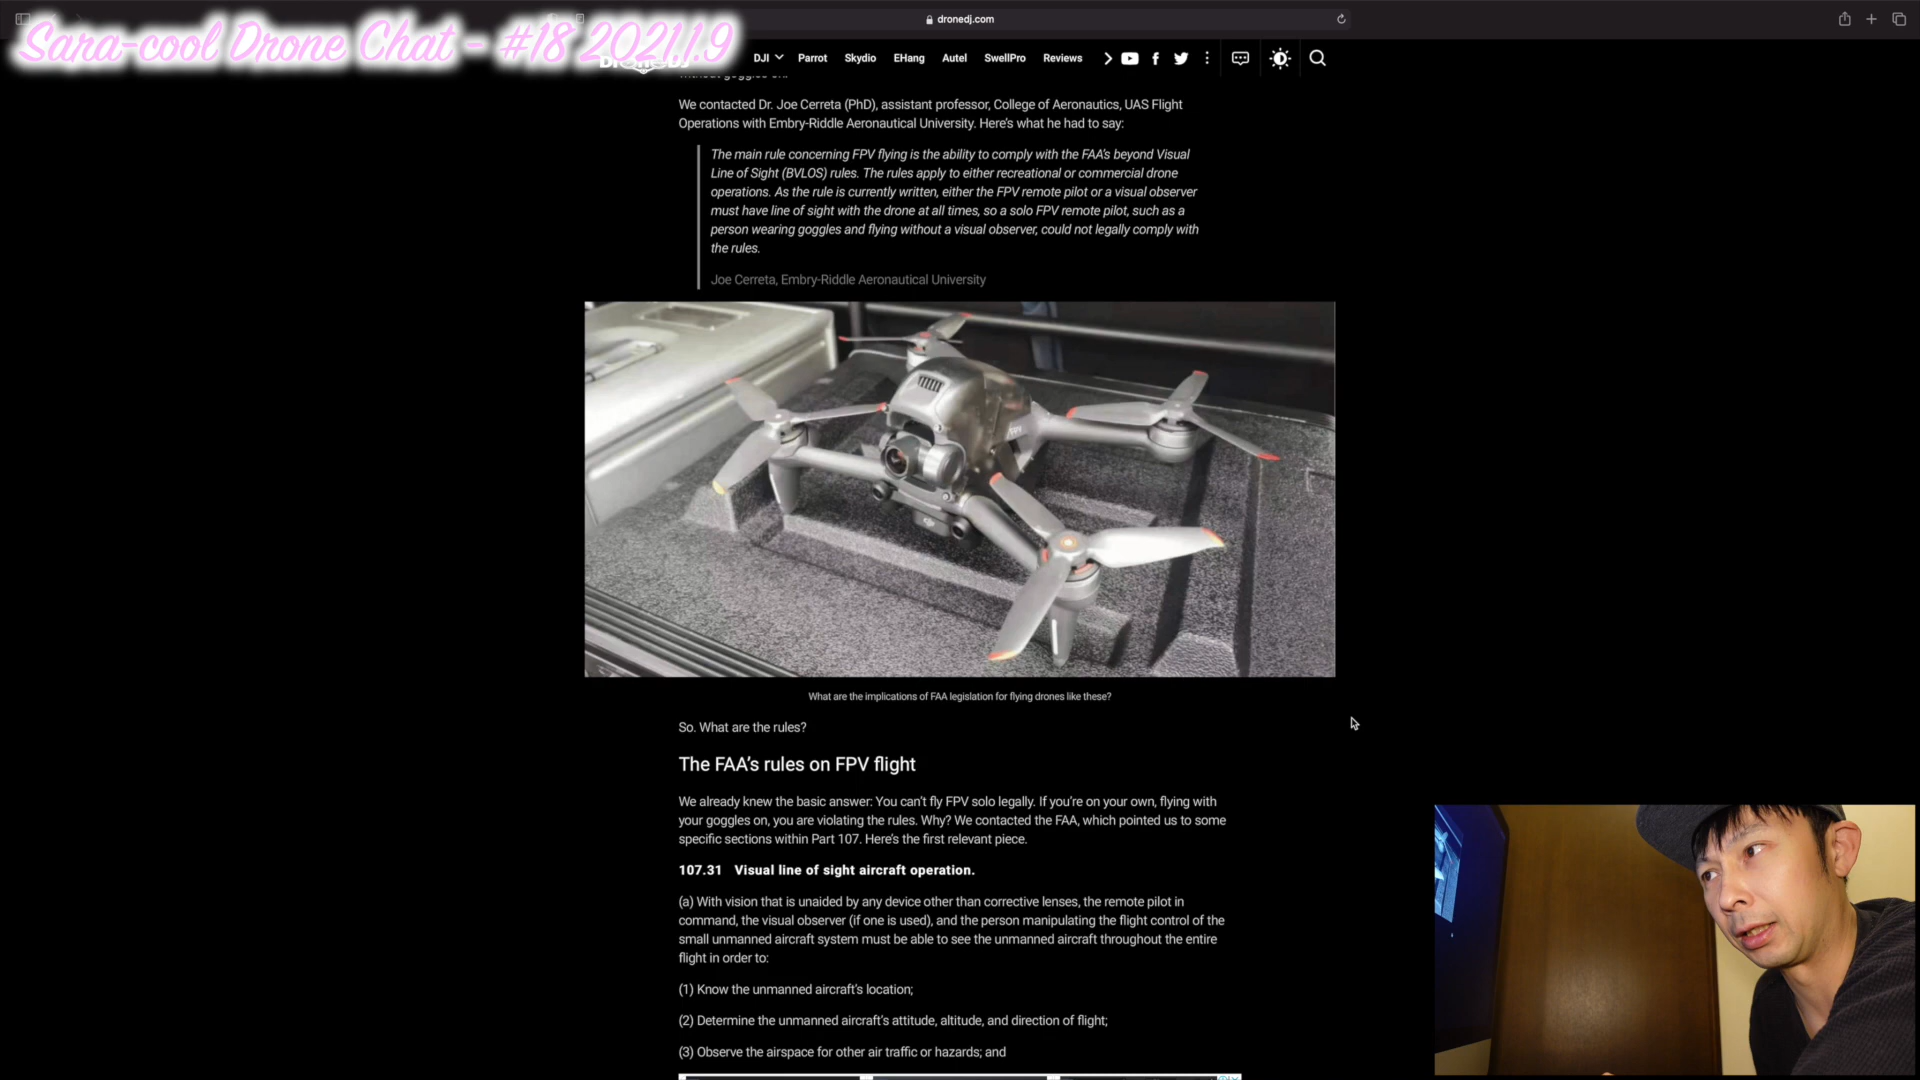 Sara-cool Drone Chat - #18 2021.1.9
dronedj.com
DJI
Parrot
Skydio
EHang
Autel
SwellPro
Reviews
without goggles on.
We contacted Dr. Joe Cerreta (PhD), assistant professor, College of Aeronautics, UAS Flight
Operations with Embry-Riddle Aeronautical University. Here's what he had to say:
The main rule concerning FPV flying is the ability to comply with the FAA's beyond Visual
Line of Sight (BVLOS) rules. The rules apply to either recreational or commercial drone
operations. As the rule is currently written, either the FPV remote pilot or a visual observer
must have line of sight with the drone at all times, so a solo FPV remote pilot, such as a
person wearing goggles and flying without a visual observer, could not legally comply with
the rules.
Joe Cerreta, Embry-Riddle Aeronautical University
What are the implications of FAA legislation for flying drones like these?
So. What are the rules?
The FAA's rules on FPV flight
We already knew the basic answer: You can't fly FPV solo legally. If you're on your own, flying with
your goggles on, you are violating the rules. Why? We contacted the FAA, which pointed us to some
specific sections within Part 107. Here's the first relevant piece.
107.31 Visual line of sight aircraft operation.
(a) With vision that is unaided by any device other than corrective lenses, the remote pilot in
command, the visual observer (if one is used), and the person manipulating the flight control of the
small unmanned aircraft system must be able to see the unmanned aircraft throughout the entire
flight in order to:
(1) Know the unmanned aircraft's location;
(2) Determine the unmanned aircraft's attitude, altitude, and direction of flight;
(3) Observe the airspace for other air traffic or hazards; and